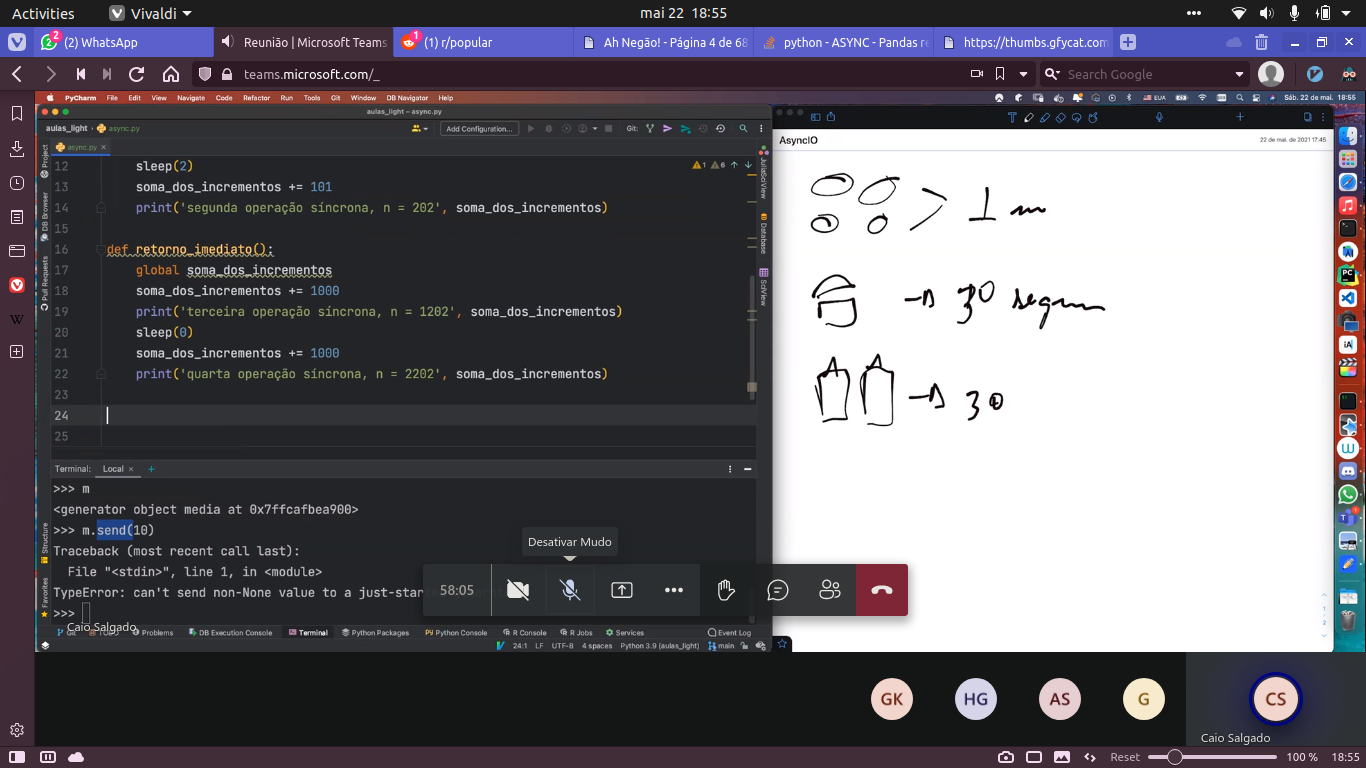 Activities
Vivaldi
mai 22 18:55
(2) WhatsApp
Reunião | Microsoft Teams
(1) r/popular
Ah Negão! - Página 4 de 68
python - ASYNC - Pandas re
https://thumbs.gfycat.com
teams.microsoft.com/_
Search Google
PyCharm File Edit View Navigate Code Refactor Run Tools Git Window DB Navigator Help
EUA
Sáb. 22 de mai. 18:55
aulas_light – async.py
aulas_light async.py
Add Configuration...
Git:
async.py
Project
DB Browser
Pull Requests
Structure
Favorites
JuliaSciView
Database
SciView
1 6
12 sleep(2)
13 soma_dos_incrementos += 101
14 print('segunda operação síncrona, n = 202', soma_dos_incrementos)
15
16 def retorno_imediato():
17 global soma_dos_incrementos
18 soma_dos_incrementos += 1000
19 print('terceira operação síncrona, n = 1202', soma_dos_incrementos)
20 sleep(0)
21 soma_dos_incrementos += 1000
22 print('quarta operação síncrona, n = 2202', soma_dos_incrementos)
23
24
25
Terminal: Local × +
>>> m
<generator object media at 0x7ffcafbea900>
>>> m.send(10)
Traceback (most recent call last):
File "<stdin>", line 1, in <module>
TypeError: can't send non-None value to a just-star
>>>
Caio Salgado
Git TODO Problems DB Execution Console Terminal Python Packages Python Console R Console R Jobs Services Event Log
24:1 LF UTF-8 4 spaces Python 3.9 (aulas_light) main
AsyncIO
22 de mai. de 2021 17:45
1 m
30 segun
30
Desativar Mudo
58:05
GK
HG
AS
G
CS
Caio Salgado
Reset 100 % 18:55